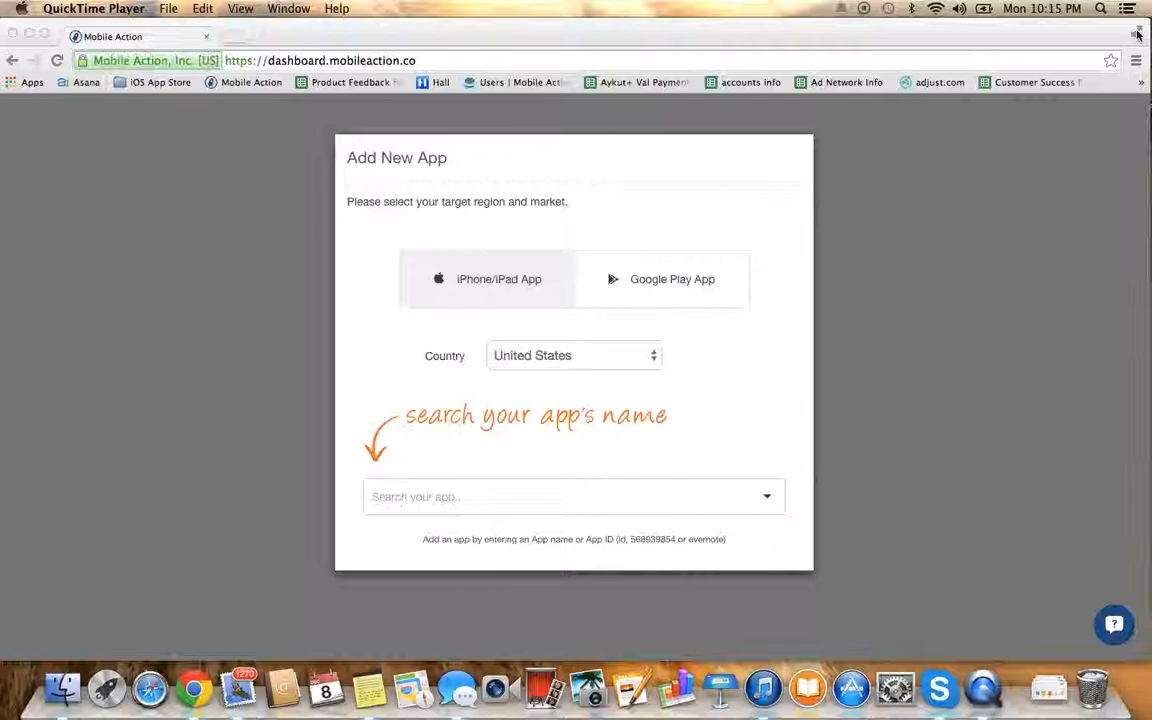 QuickTime Player File Edit View Window Help Mon 10:15 PM
Mobile Action
Mobile Action, Inc. [US] https://dashboard.mobileaction.co
Apps Asana iOS App Store Mobile Action Product Feedback Hall Users | Mobile Acti Aykut+ Val Payment accounts info Ad Network Info adjust.com Customer Success »
Add New App
Please select your target region and market.
iPhone/iPad App Google Play App
Country United States
search your app's name
Search your app..
Add an app by entering an App name or App ID (id, 568939854 or evernote)
1270
DEC
8